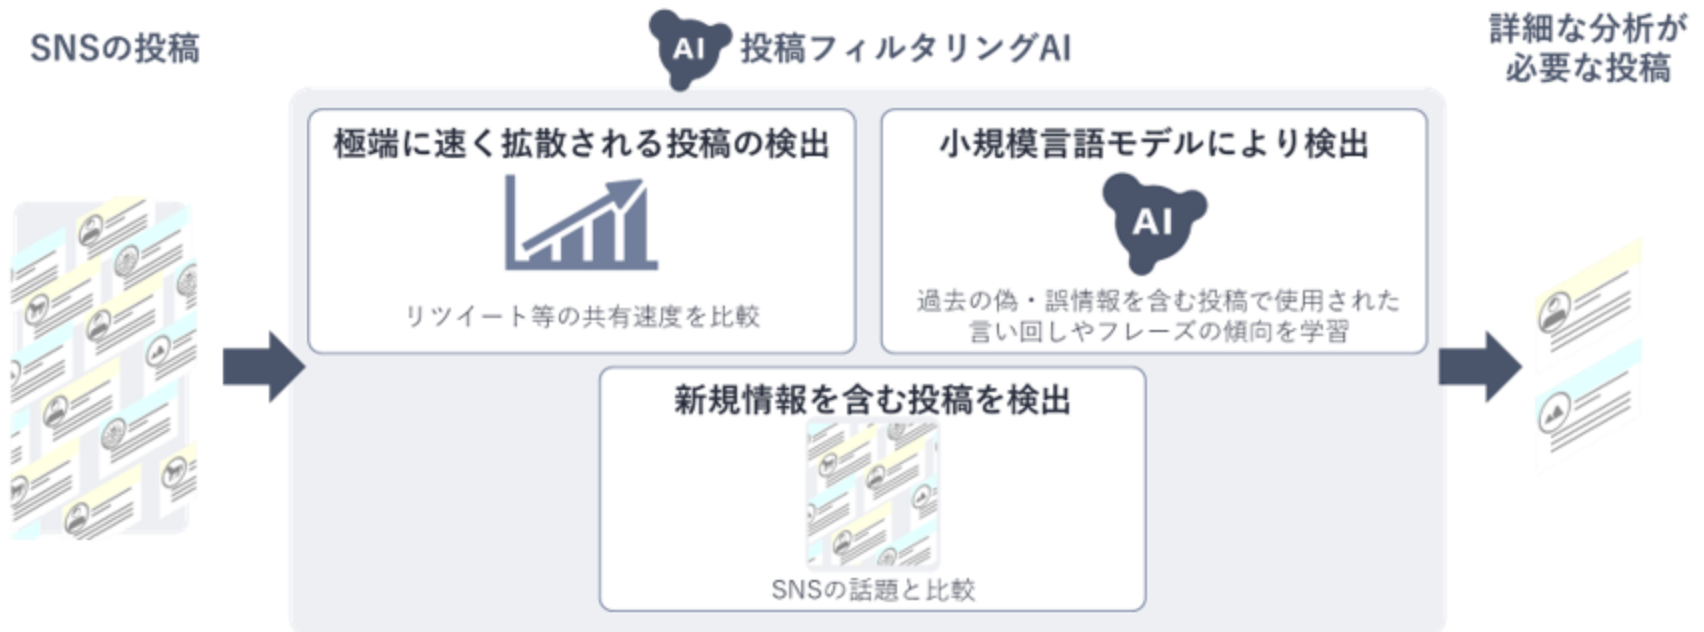 SNSの投稿
AI
投稿フィルタリングAI
詳細な分析が
必要な投稿
極端に速く拡散される投稿の検出
リツイート等の共有速度を比較
小規模言語モデルにより検出
AI
過去の偽・誤情報を含む投稿で使用された
言い回しやフレーズの傾向を学習
新規情報を含む投稿を検出
SNSの話題と比較